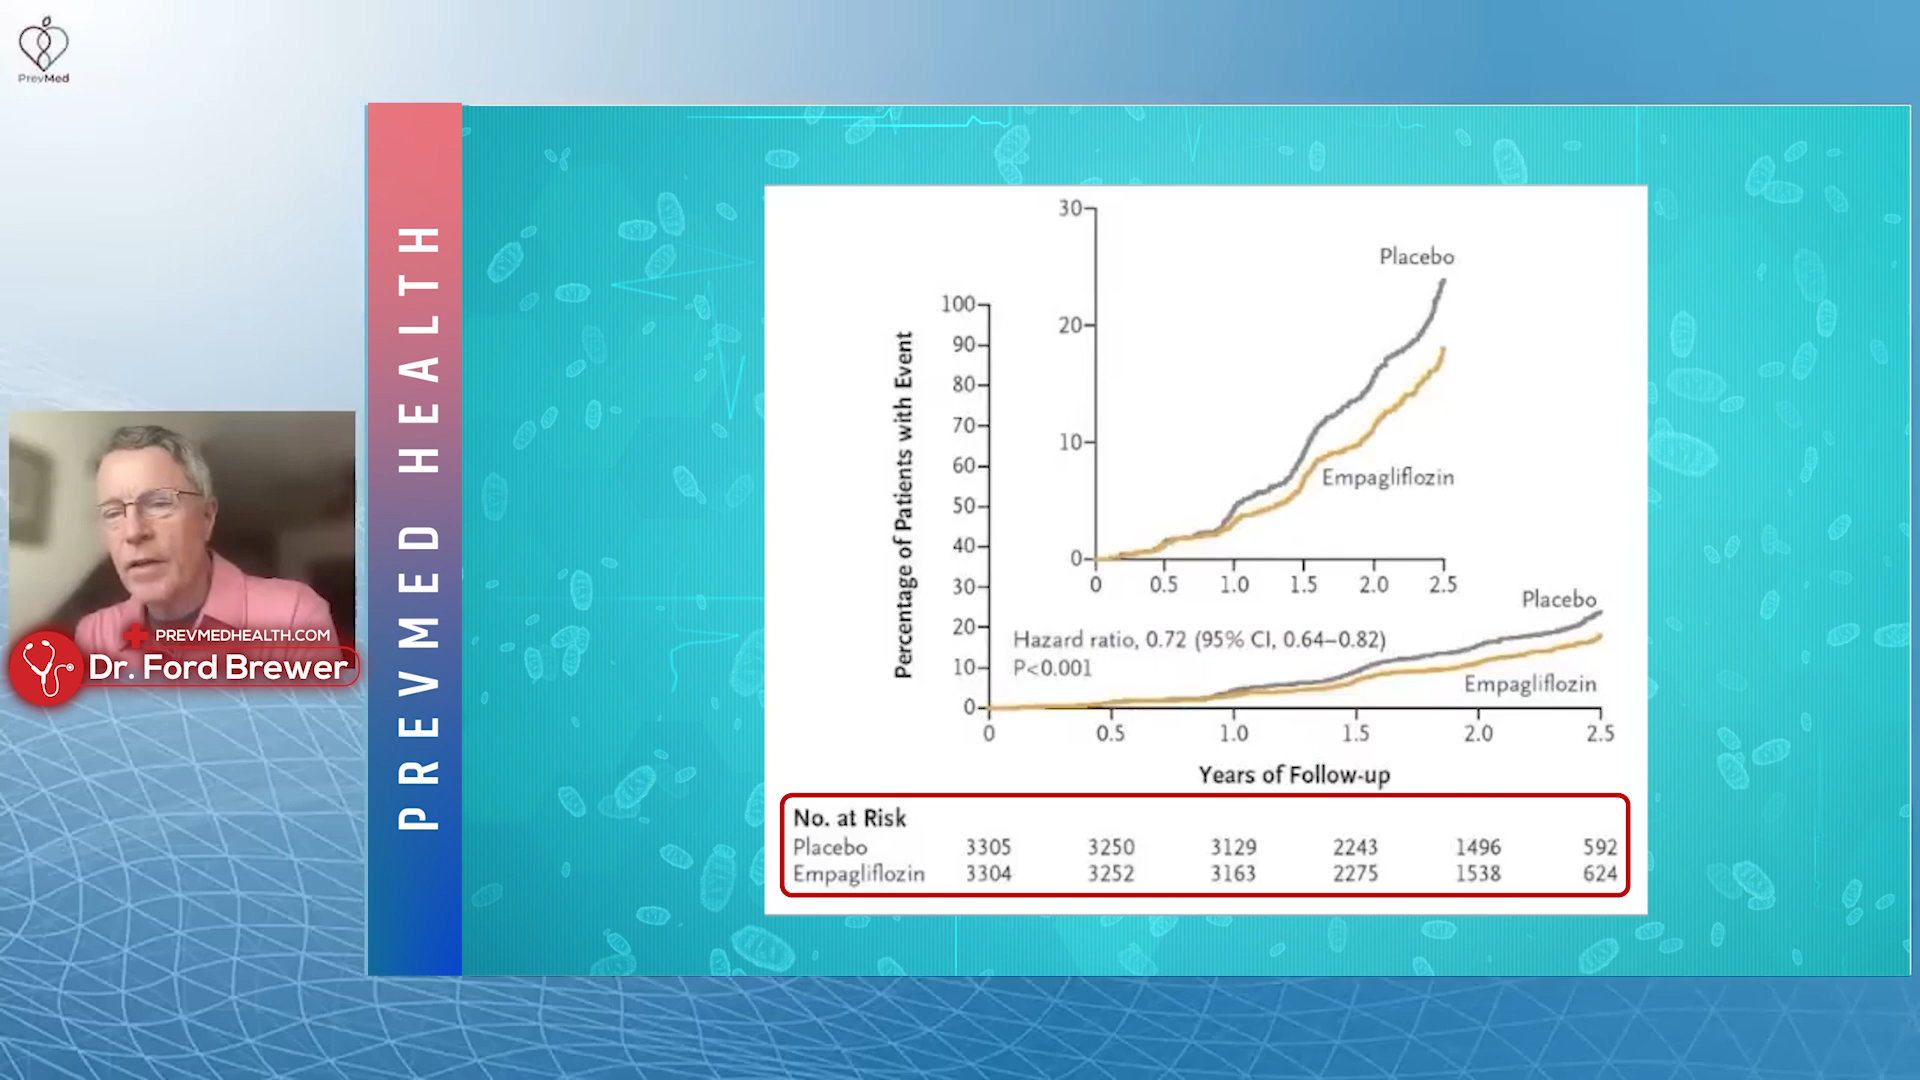 PrevMed
PREVMED HEALTH
PREVMEDHEALTH.COM
Dr. Ford Brewer
30
20
10
0
0 0.5 1.0 1.5 2.0 2.5
Placebo
Empagliflozin
Percentage of Patients with Event
100
90
80
70
60
50
40
30
20
10
0
Hazard ratio, 0.72 (95% CI, 0.64–0.82)
P<0.001
Placebo
Empagliflozin
0 0.5 1.0 1.5 2.0 2.5
Years of Follow-up
No. at Risk
Placebo 3305 3250 3129 2243 1496 592
Empagliflozin 3304 3252 3163 2275 1538 624